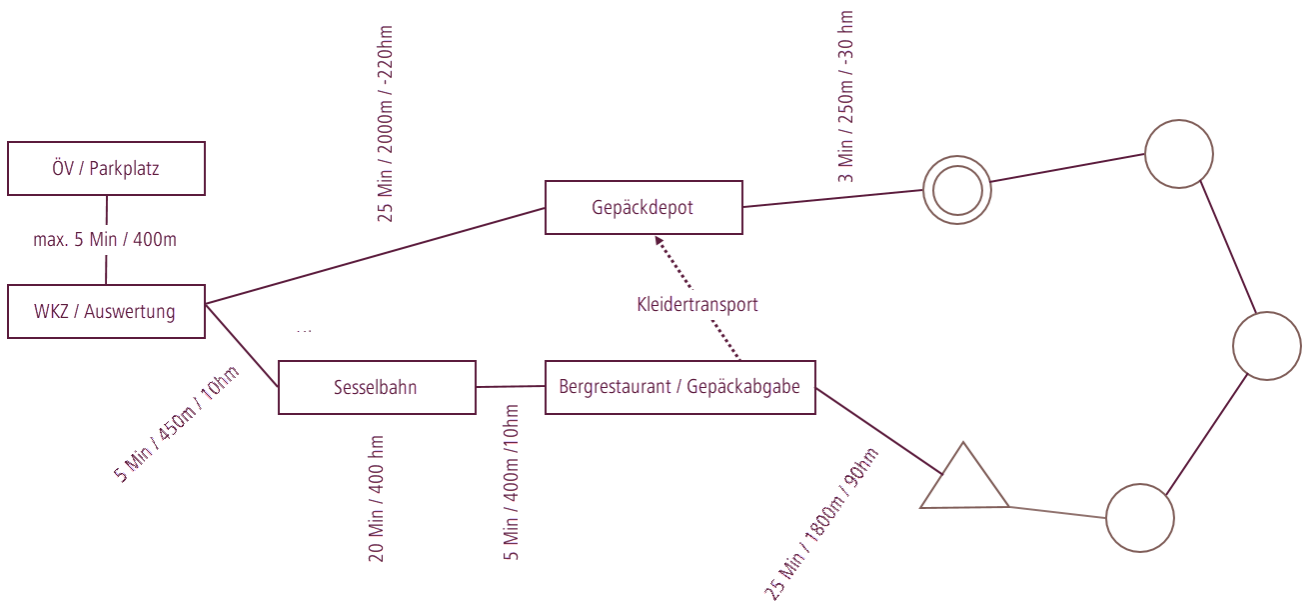 25 Min / 2000m / -220hm
3 Min / 250m / -30 hm
ÖV / Parkplatz
max. 5 Min / 400m
Gepäckdepot
WKZ / Auswertung
Kleidertransport
...
Sesselbahn
Bergrestaurant / Gepäckabgabe
5 Min / 450m / 10hm
20 Min / 400 hm
5 Min / 400m /10hm
25 Min / 1800m / 90hm